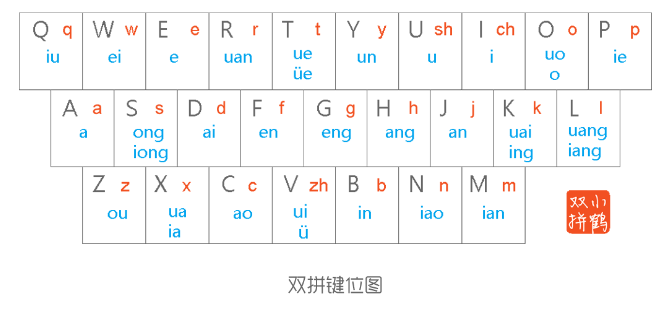 Q q W w E e R r T t Y y U sh I ch O o P p
iu ei e uan ue un u i uo ie
üe o
A a S s D d F f G g H h J j K k L l
a ong ai en eng ang an uai uang
iong ing iang
Z z X x C c V zh B b N n M m
ou ua ao ui in iao ian
ia ü
双小
拼鹤
双拼键位图